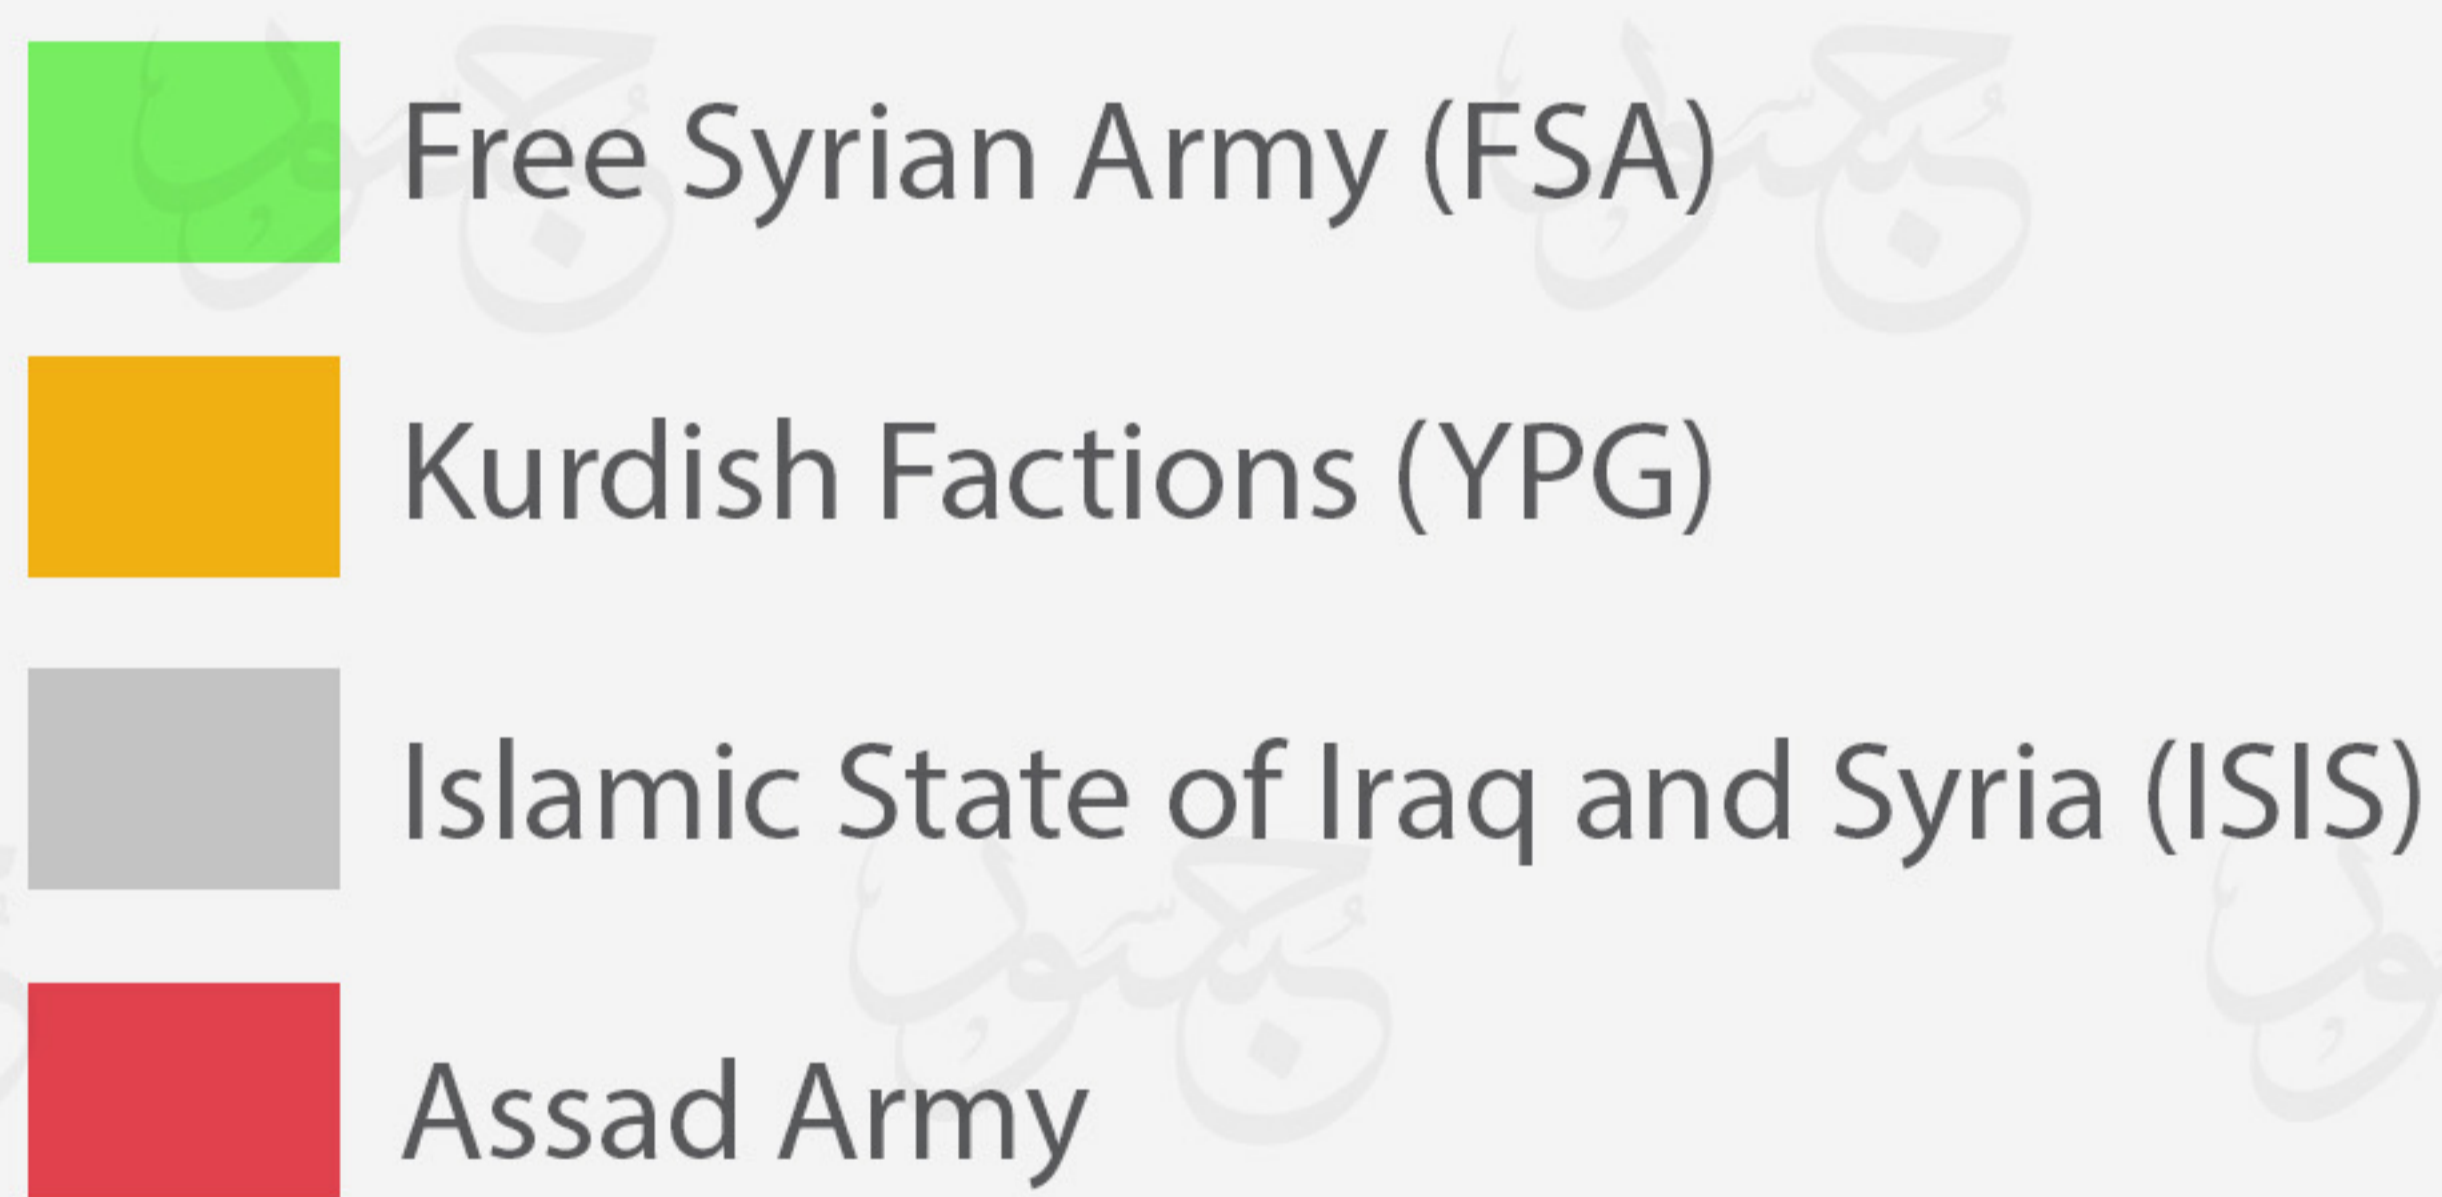 Free Syrian Army (FSA)
Kurdish Factions (YPG)
Islamic State of Iraq and Syria (ISIS)
Assad Army